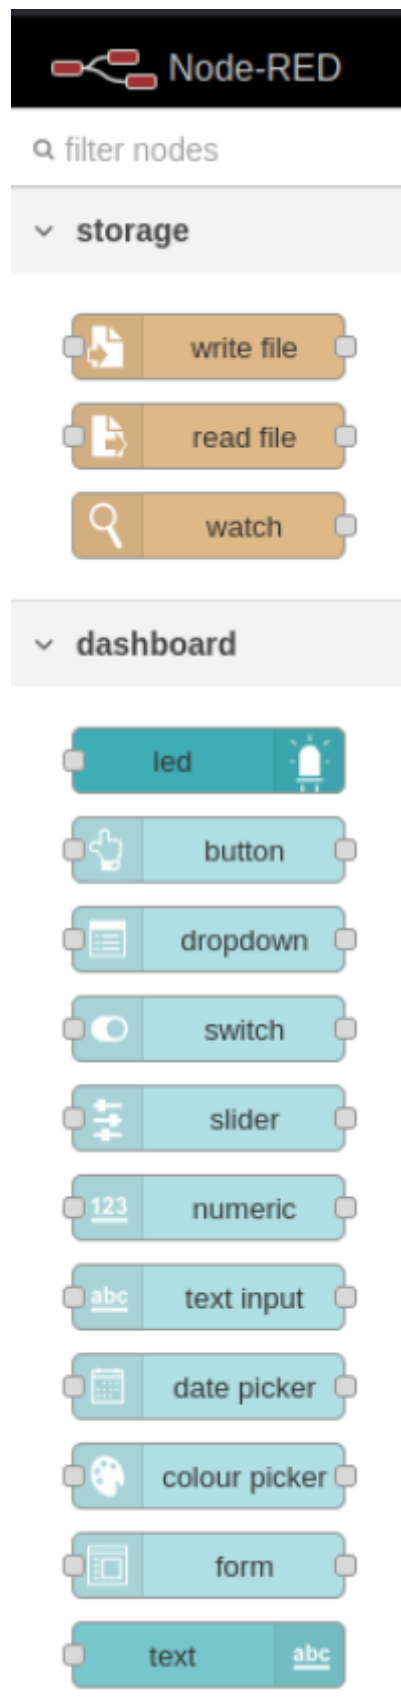 Node-RED
filter nodes
storage
write file
read file
watch
dashboard
led
button
dropdown
switch
slider
123 numeric
abc text input
date picker
colour picker
form
text abc